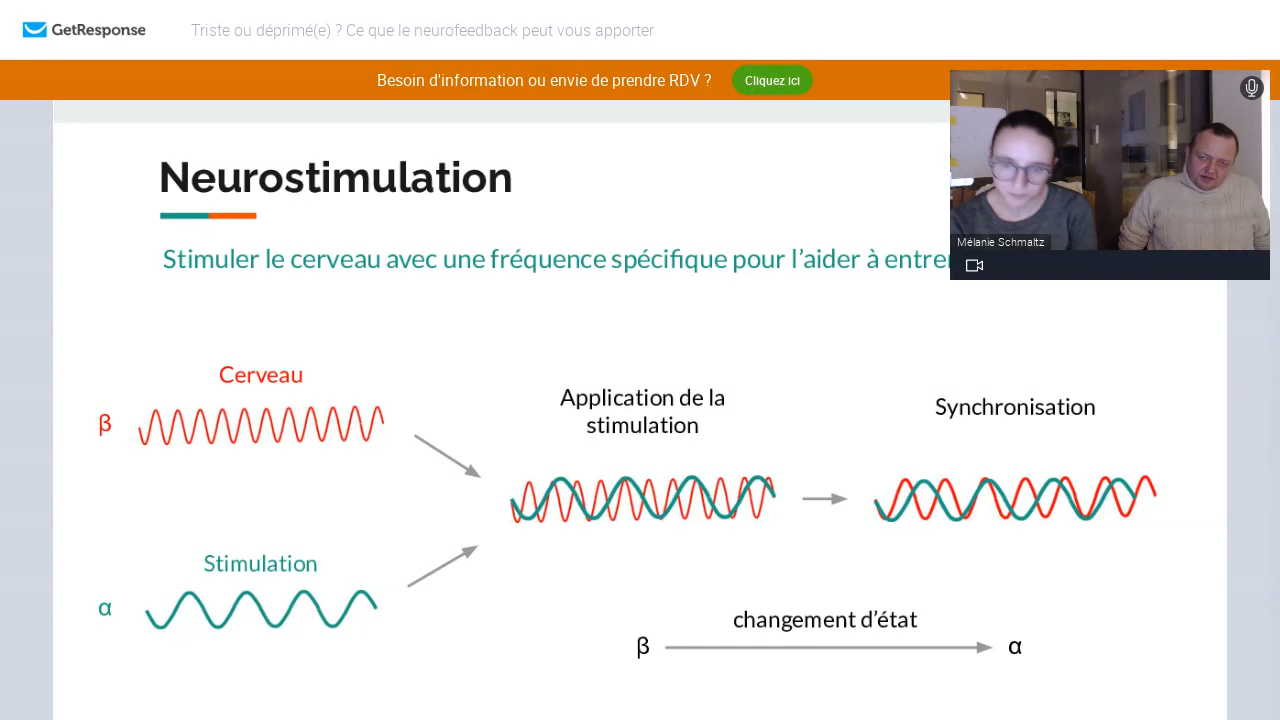 GetResponse
Triste ou déprimé(e) ? Ce que le neurofeedback peut vous apporter
Besoin d'information ou envie de prendre RDV ?
Cliquez ici
Mélanie Schmaltz
Neurostimulation
Stimuler le cerveau avec une fréquence spécifique pour l'aider à entrer
Cerveau
β
Application de la
stimulation
Synchronisation
Stimulation
α
changement d'état
β
α